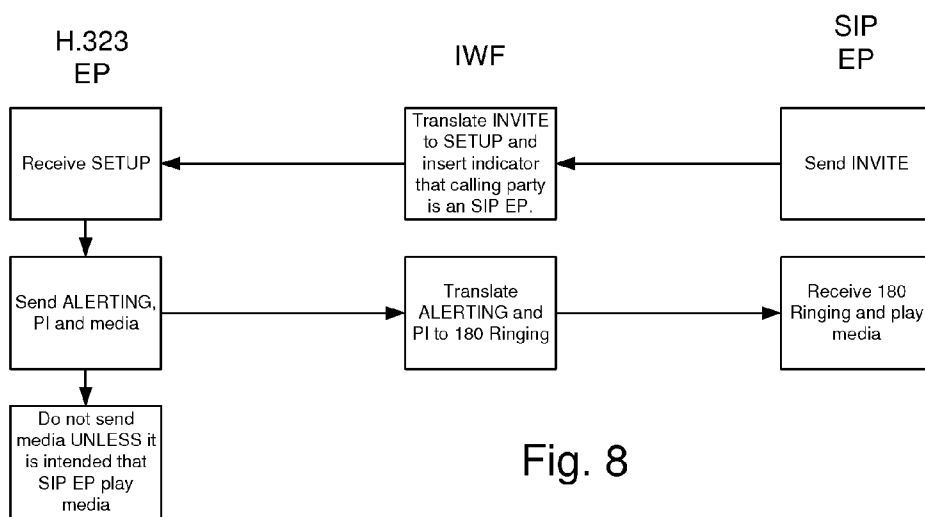 H.323
EP
IWF
SIP
EP
Receive SETUP
Translate INVITE
to SETUP and
insert indicator
that calling party
is an SIP EP.
Send INVITE
Send ALERTING,
PI and media
Translate
ALERTING and
PI to 180 Ringing
Receive 180
Ringing and play
media
Do not send
media UNLESS it
is intended that
SIP EP play
media
Fig. 8